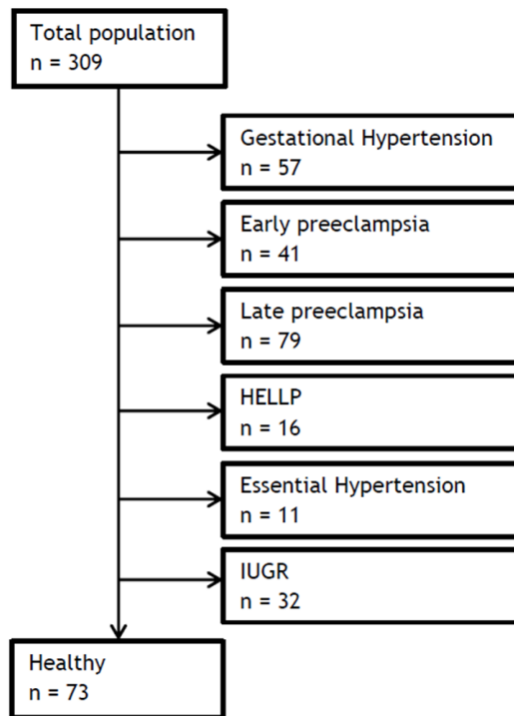 Total population
n = 309
Gestational Hypertension
n = 57
Early preeclampsia
n = 41
Late preeclampsia
n = 79
HELLP
n = 16
Essential Hypertension
n = 11
IUGR
n = 32
Healthy
n = 73